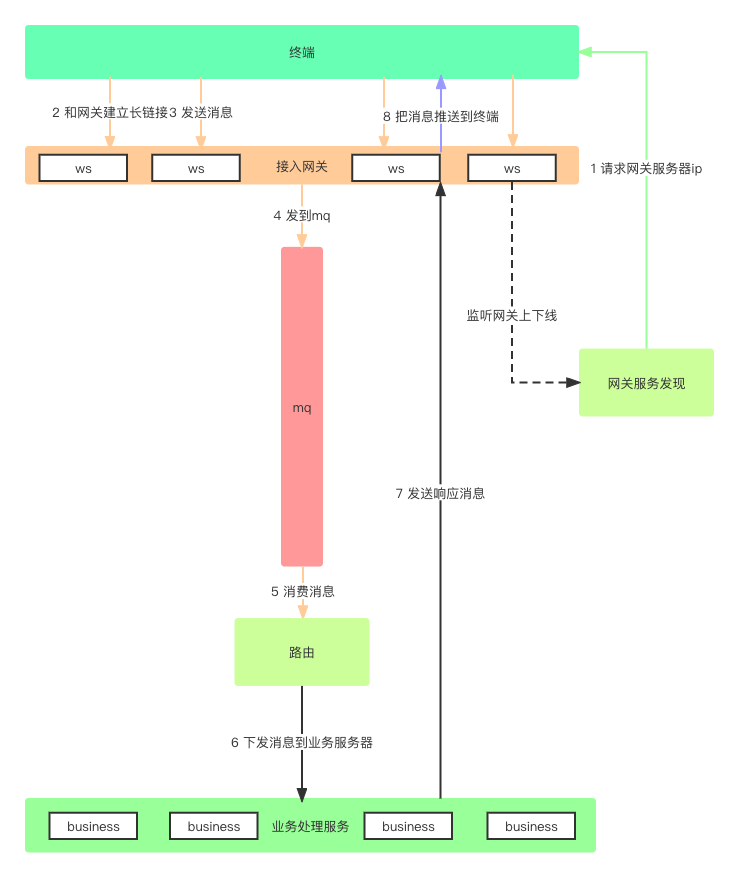 终端
2 和网关建立长链接
3 发送消息
8 把消息推送到终端
ws
ws
接入网关
ws
ws
1 请求网关服务器ip
4 发到mq
监听网关上下线
网关服务发现
mq
7 发送响应消息
5 消费消息
路由
6 下发消息到业务服务器
business
business
业务处理服务
business
business